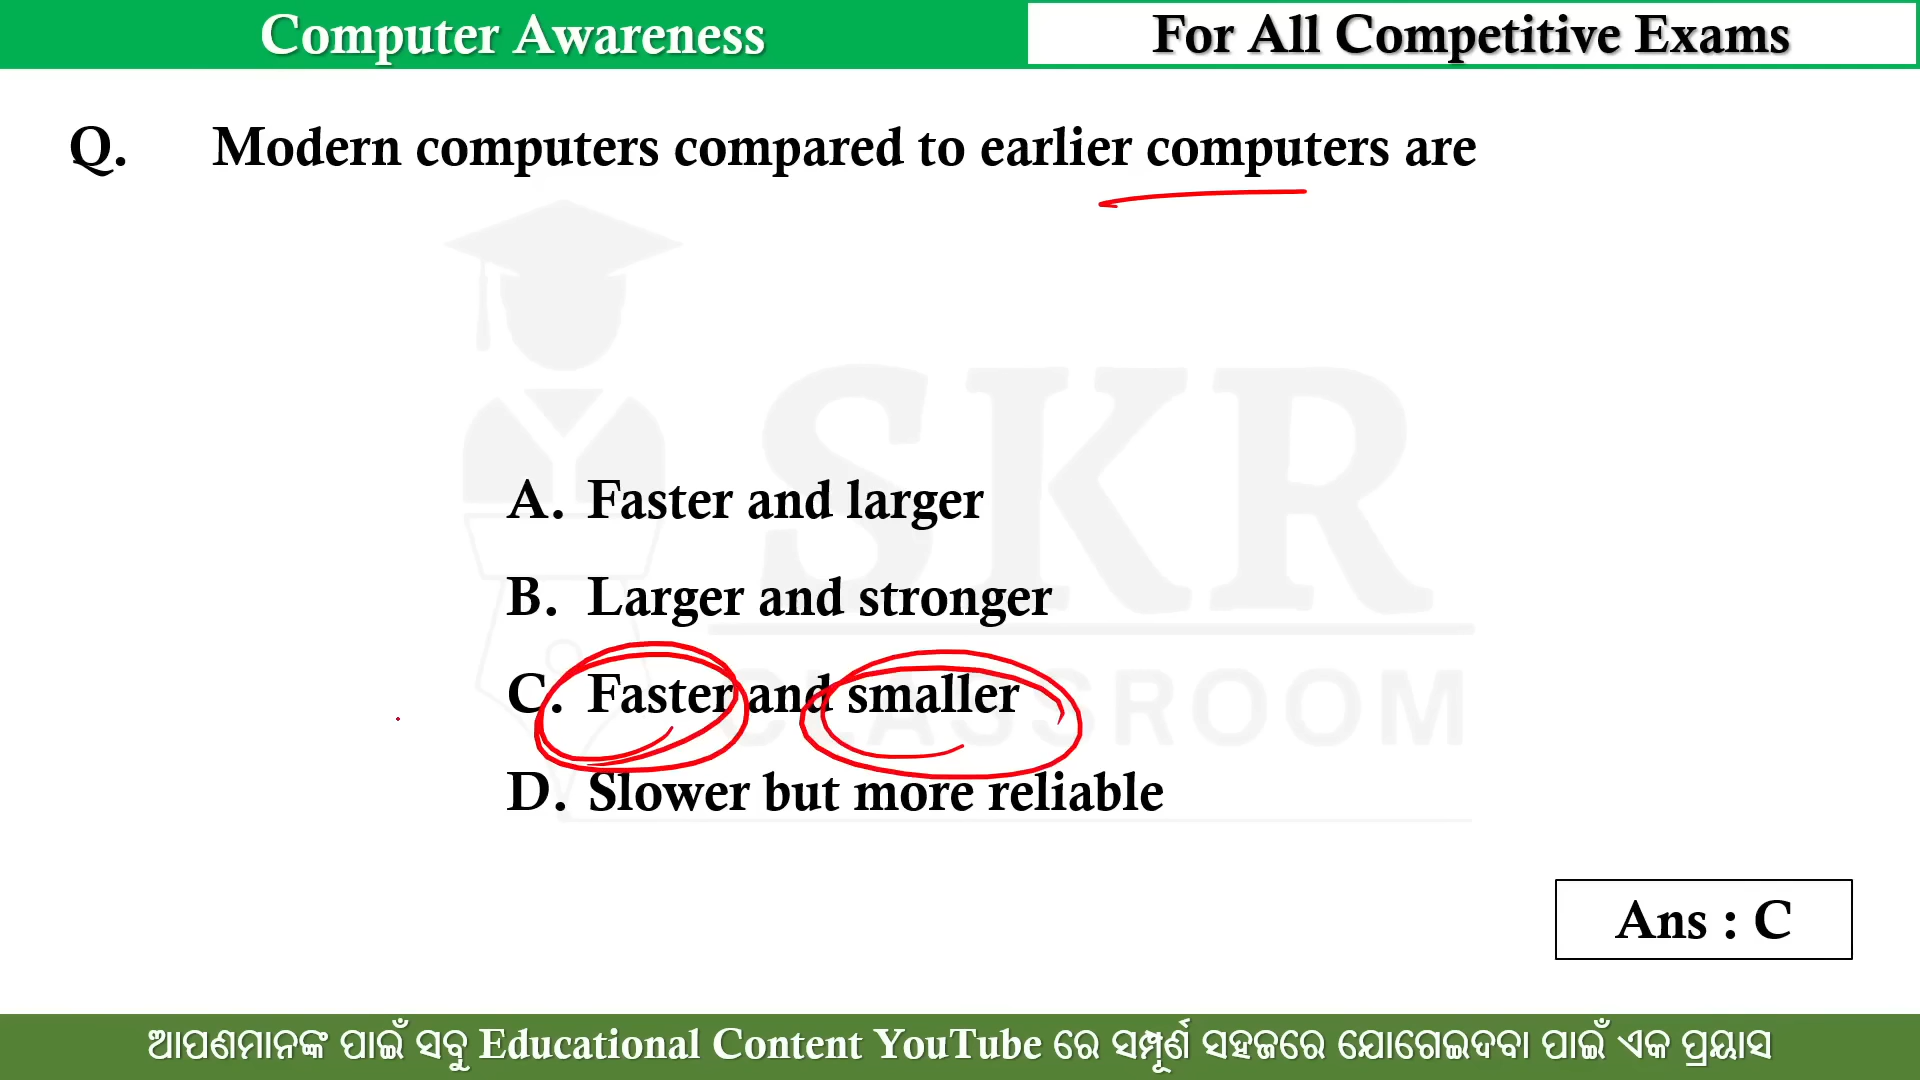 Computer Awareness
For All Competitive Exams
Q. Modern computers compared to earlier computers are
SKR
CLASSROOM
A. Faster and larger
B. Larger and stronger
C. Faster and smaller
D. Slower but more reliable
Ans : C
ଆପଣମାନଙ୍କ ପାଇଁ ସବୁ Educational Content YouTube ରେ ସମ୍ପୂର୍ଣ ସହଜରେ ଯୋଗେଇଦବା ପାଇଁ ଏକ ପ୍ରୟାସ